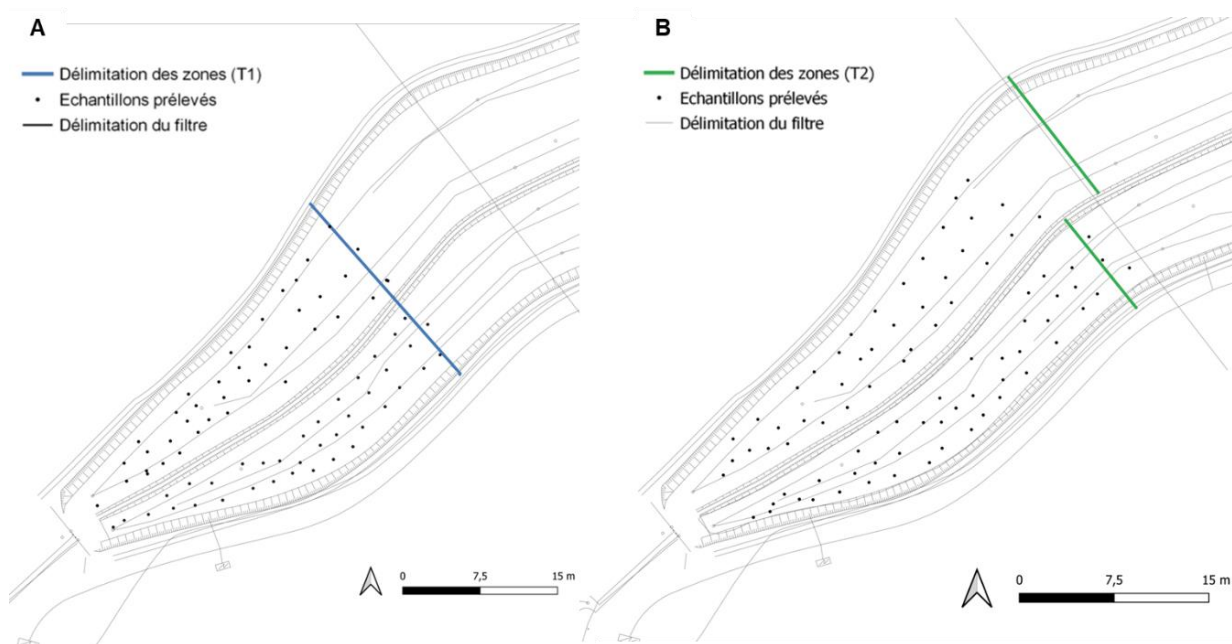 A
Délimitation des zones (T1)
Echantillons prélevés
Délimitation du filtre
0 7,5 15 m
B
Délimitation des zones (T2)
Echantillons prélevés
Délimitation du filtre
0 7,5 15 m